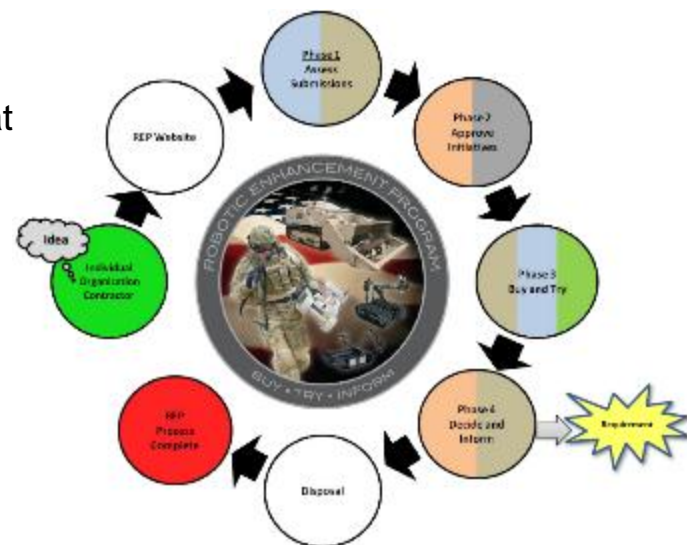 nt
Phase 1
Assess
Submissions
REP Website
Phase 2
Approve
Initiatives
Idea
Individual
Organization
Contractor
ROBOTIC ENHANCEMENT PROGRAM
BUY • TRY • INFORM
Phase 3
Buy and Try
Phase 4
Decide and
Inform
Requirement
REP
Process
Complete
Disposal